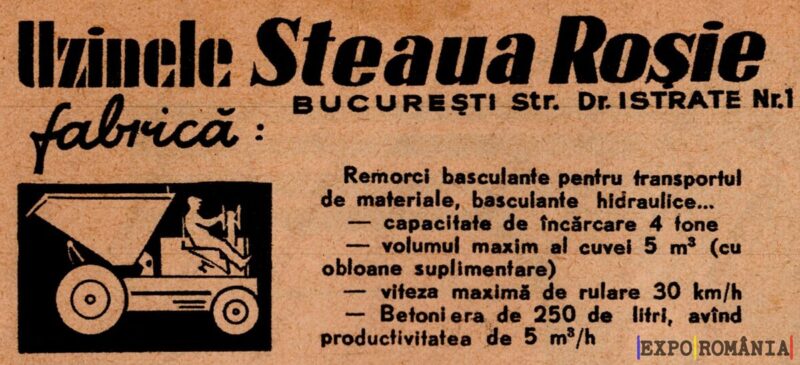 Uzinele Steaua Roşie
BUCUREŞTI Str. Dr. ISTRATE Nr.1
fabrică :
Remorci basculante pentru transportul
de materiale, basculante hidraulice...
— capacitate de încărcare 4 tone
— volumul maxim al cuvei 5 m³ (cu
obloane suplimentare)
— viteza maximă de rulare 30 km/h
— Betoniera de 250 de litri, avînd
productivitatea de 5 m³/h
EXPO ROMÂNIA